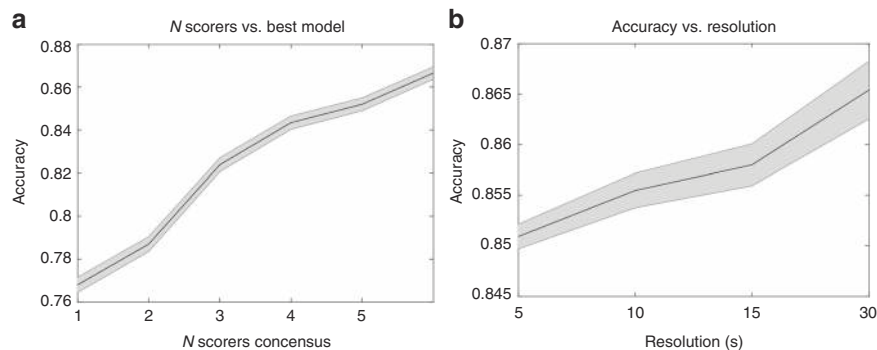 a
N scorers vs. best model
0.88
0.86
0.84
0.82
0.8
0.78
0.76
Accuracy
1 2 3 4 5
N scorers concensus
b
Accuracy vs. resolution
0.87
0.865
0.86
0.855
0.85
0.845
Accuracy
5 10 15 30
Resolution (s)